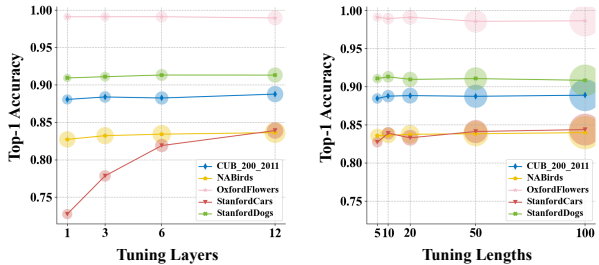 Top-1 Accuracy
1.00
0.95
0.90
0.85
0.80
0.75
CUB_200_2011
NABirds
OxfordFlowers
StanfordCars
StanfordDogs
1 3 6 12
Tuning Layers
Top-1 Accuracy
1.00
0.95
0.90
0.85
0.80
0.75
CUB_200_2011
NABirds
OxfordFlowers
StanfordCars
StanfordDogs
5 10 20 50 100
Tuning Lengths